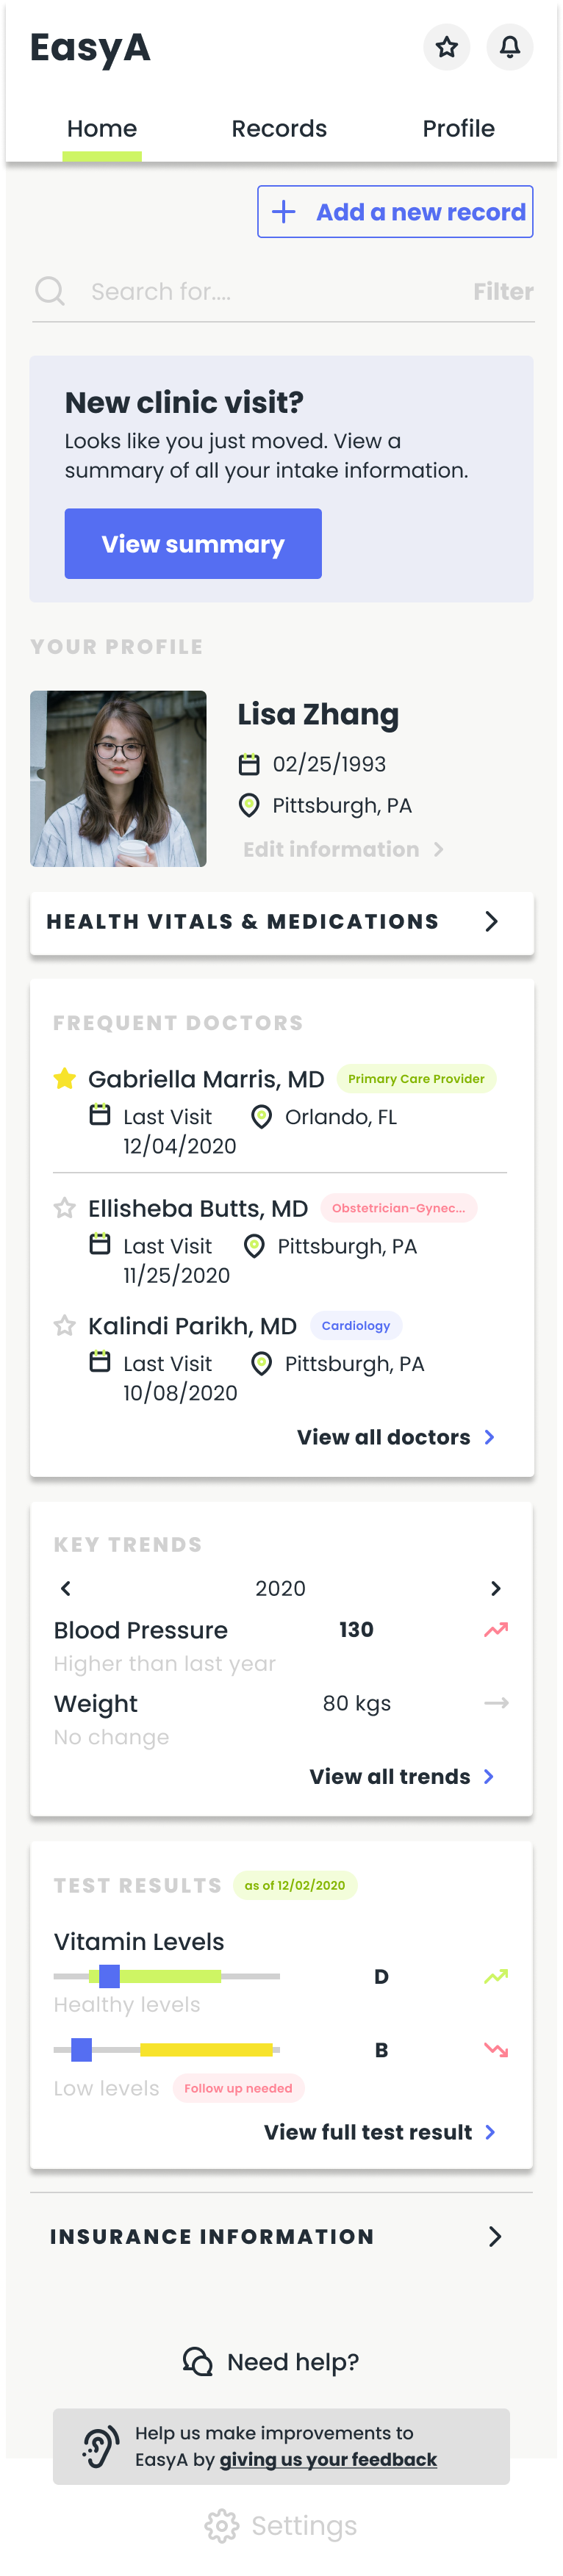 EasyA
Home Records Profile
Add a new record
Search for.... Filter
New clinic visit?
Looks like you just moved. View a
summary of all your intake information.
View summary
YOUR PROFILE
Lisa Zhang
02/25/1993
Pittsburgh, PA
Edit information
HEALTH VITALS & MEDICATIONS
FREQUENT DOCTORS
Gabriella Marris, MD Primary Care Provider
Last Visit Orlando, FL
12/04/2020
Ellisheba Butts, MD Obstetrician-Gynec...
Last Visit Pittsburgh, PA
11/25/2020
Kalindi Parikh, MD Cardiology
Last Visit Pittsburgh, PA
10/08/2020
View all doctors
KEY TRENDS
2020
Blood Pressure 130
Higher than last year
Weight 80 kgs
No change
View all trends
TEST RESULTS as of 12/02/2020
Vitamin Levels
D
Healthy levels
B
Low levels Follow up needed
View full test result
INSURANCE INFORMATION
Need help?
Help us make improvements to
EasyA by giving us your feedback
Settings